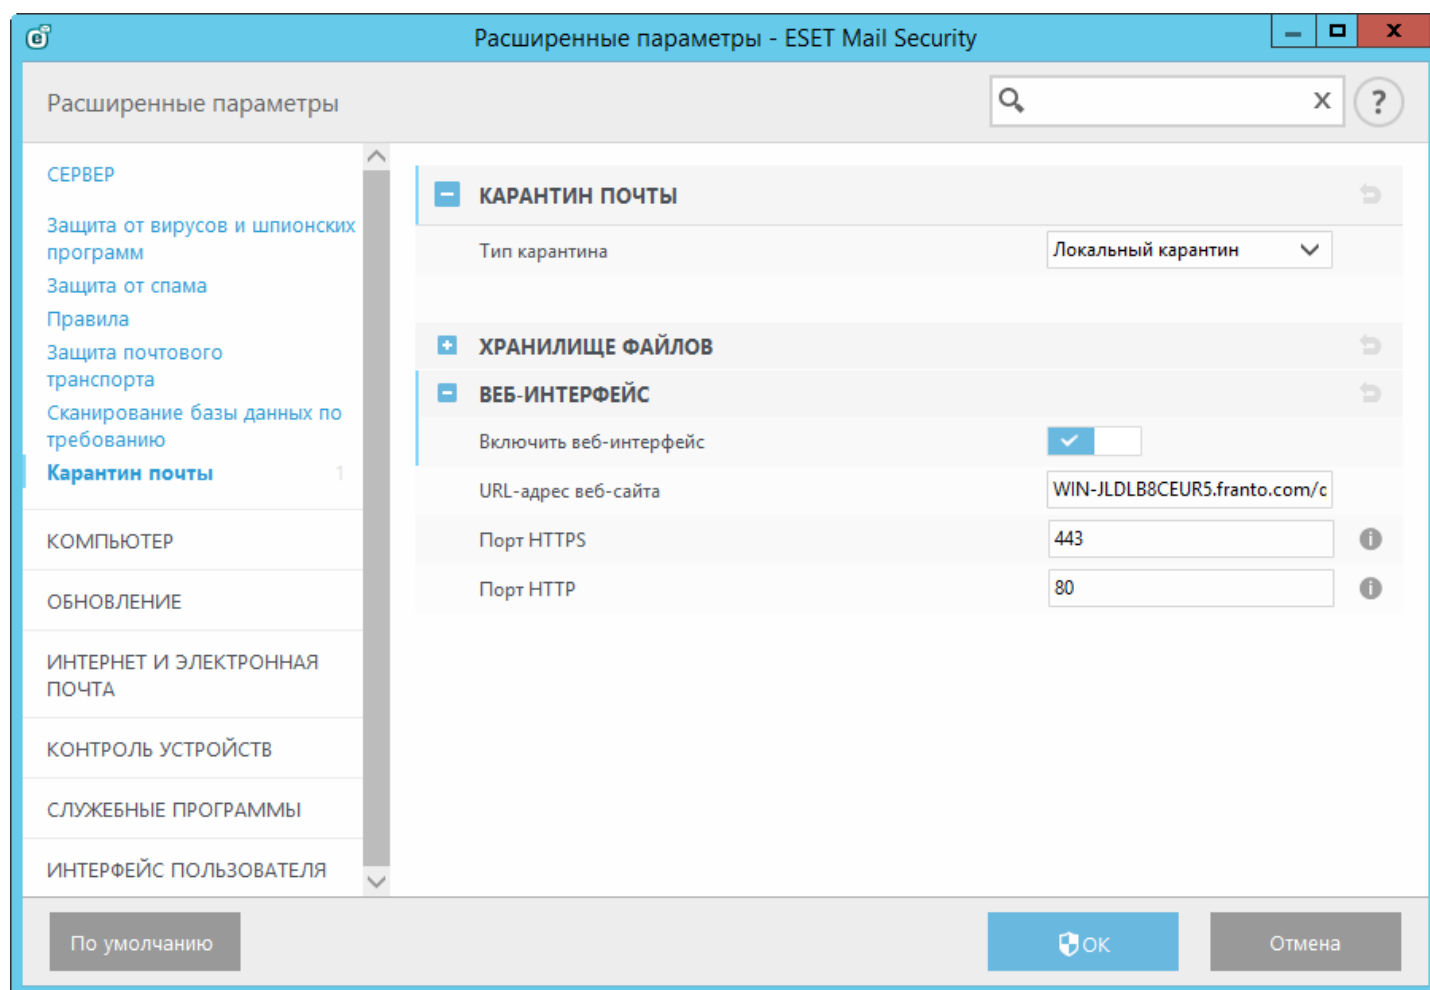 Расширенные параметры - ESET Mail Security
Расширенные параметры
?
СЕРВЕР
Защита от вирусов и шпионских
программ
Защита от спама
Правила
Защита почтового
транспорта
Сканирование базы данных по
требованию
Карантин почты 1
КОМПЬЮТЕР
ОБНОВЛЕНИЕ
ИНТЕРНЕТ И ЭЛЕКТРОННАЯ
ПОЧТА
КОНТРОЛЬ УСТРОЙСТВ
СЛУЖЕБНЫЕ ПРОГРАММЫ
ИНТЕРФЕЙС ПОЛЬЗОВАТЕЛЯ
КАРАНТИН ПОЧТЫ
Тип карантина Локальный карантин
ХРАНИЛИЩЕ ФАЙЛОВ
ВЕБ-ИНТЕРФЕЙС
Включить веб-интерфейс
URL-адрес веб-сайта WIN-JLDLB8CEUR5.franto.com/c
Порт HTTPS 443
Порт HTTP 80
По умолчанию
OK
Отмена